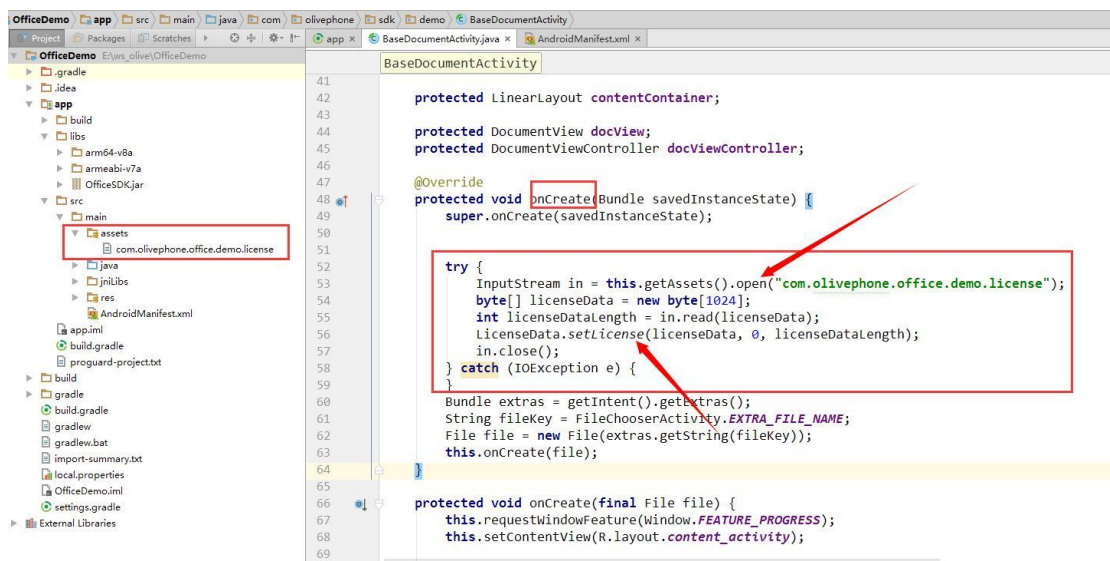 OfficeDemo app src main java com olivephone sdk demo BaseDocumentActivity
Project Packages Scratches
app × BaseDocumentActivity.java × AndroidManifest.xml ×
OfficeDemo E:\ws_olive\OfficeDemo
.gradle
.idea
app
build
libs
arm64-v8a
armeabi-v7a
OfficeSDK.jar
src
main
assets
com.olivephone.office.demo.license
java
jniLibs
res
AndroidManifest.xml
app.iml
build.gradle
proguard-project.txt
build
gradle
build.gradle
gradlew
gradlew.bat
import-summary.txt
local.properties
OfficeDemo.iml
settings.gradle
External Libraries
BaseDocumentActivity
41
42 protected LinearLayout contentContainer;
43
44 protected DocumentView docView;
45 protected DocumentViewController docViewController;
46
47 @Override
48 protected void onCreate(Bundle savedInstanceState) {
49 super.onCreate(savedInstanceState);
50
51
52 try {
53 InputStream in = this.getAssets().open("com.olivephone.office.demo.license");
54 byte[] licenseData = new byte[1024];
55 int licenseDataLength = in.read(licenseData);
56 LicenseData.setLicense(licenseData, 0, licenseDataLength);
57 in.close();
58 } catch (IOException e) {
59 }
60 Bundle extras = getIntent().getExtras();
61 String fileKey = FileChooserActivity.EXTRA_FILE_NAME;
62 File file = new File(extras.getString(fileKey));
63 this.onCreate(file);
64 }
65
66 protected void onCreate(final File file) {
67 this.requestWindowFeature(Window.FEATURE_PROGRESS);
68 this.setContentView(R.layout.content_activity);
69